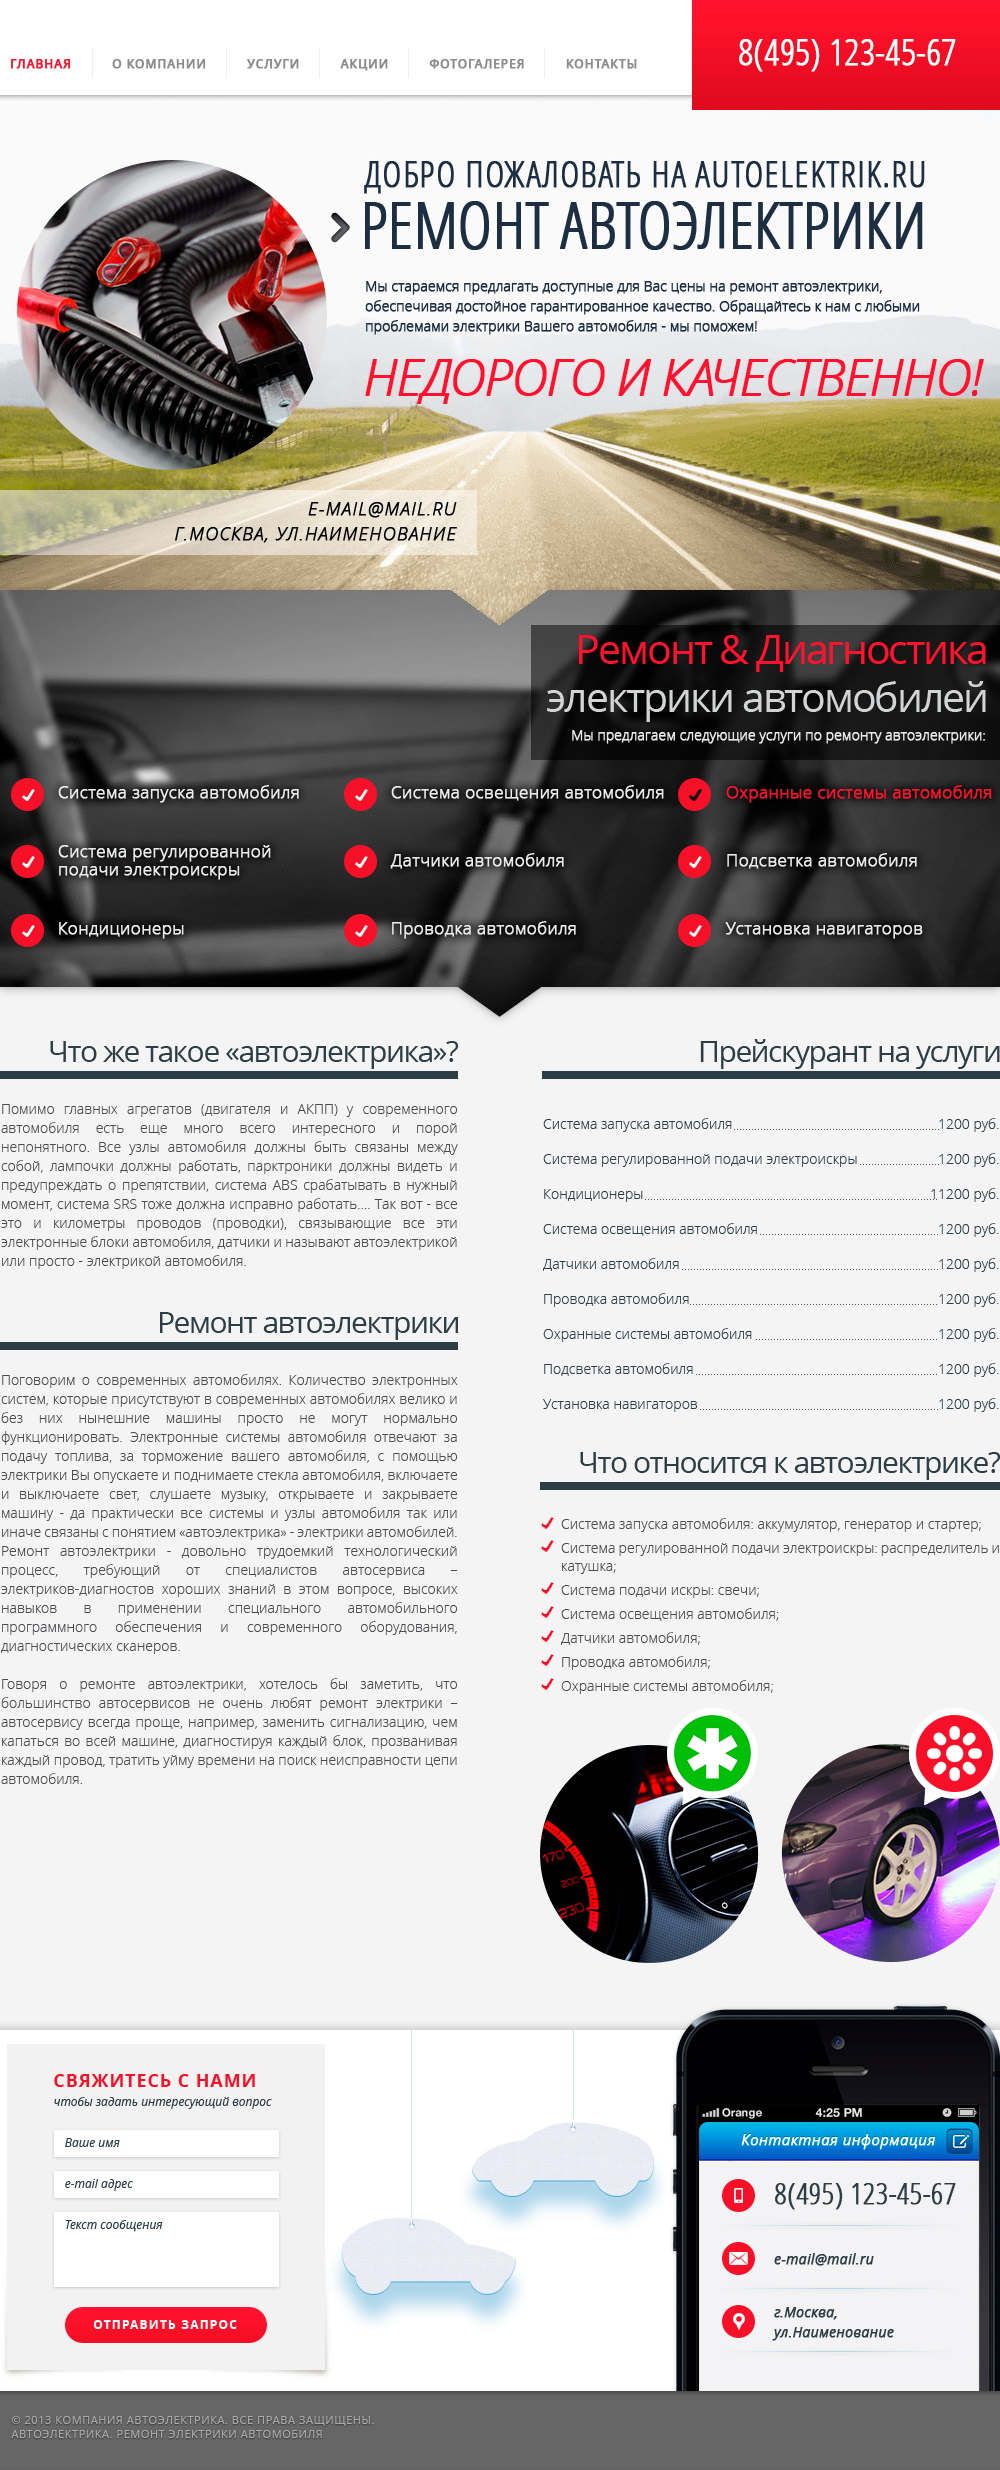 ГЛАВНАЯ
О КОМПАНИИ
УСЛУГИ
АКЦИИ
ФОТОГАЛЕРЕЯ
КОНТАКТЫ
8(495) 123-45-67
ДОБРО ПОЖАЛОВАТЬ НА AUTOELEKTRIK.RU
РЕМОНТ АВТОЭЛЕКТРИКИ
Мы стараемся предлагать доступные для Вас цены на ремонт автоэлектрики,
обеспечивая достойное гарантированное качество. Обращайтесь к нам с любыми
проблемами электрики Вашего автомобиля - мы поможем!
НЕДОРОГО И КАЧЕСТВЕННО!
E-MAIL@MAIL.RU
Г.МОСКВА, УЛ.НАИМЕНОВАНИЕ
Ремонт & Диагностика
электрики автомобилей
Мы предлагаем следующие услуги по ремонту автоэлектрики:
Система запуска автомобиля
Система освещения автомобиля
Охранные системы автомобиля
Система регулированной
подачи электроискры
Датчики автомобиля
Подсветка автомобиля
Кондиционеры
Проводка автомобиля
Установка навигаторов
Что же такое «автоэлектрика»?
Помимо главных агрегатов (двигателя и АКПП) у современного
автомобиля есть еще много всего интересного и порой
непонятного. Все узлы автомобиля должны быть связаны между
собой, лампочки должны работать, парктроники должны видеть и
предупреждать о препятствии, система ABS срабатывать в нужный
момент, система SRS тоже должна исправно работать.... Так вот - все
это и километры проводов (проводки), связывающие все эти
электронные блоки автомобиля, датчики и называют автоэлектрикой
или просто - электрикой автомобиля.
Ремонт автоэлектрики
Поговорим о современных автомобилях. Количество электронных
систем, которые присутствуют в современных автомобилях велико и
без них нынешние машины просто не могут нормально
функционировать. Электронные системы автомобиля отвечают за
подачу топлива, за торможение вашего автомобиля, с помощью
электрики Вы опускаете и поднимаете стекла автомобиля, включаете
и выключаете свет, слушаете музыку, открываете и закрываете
машину - да практически все системы и узлы автомобиля так или
иначе связаны с понятием «автоэлектрика» - электрики автомобилей.
Ремонт автоэлектрики - довольно трудоемкий технологический
процесс, требующий от специалистов автосервиса –
электриков-диагностов хороших знаний в этом вопросе, высоких
навыков в применении специального автомобильного
программного обеспечения и современного оборудования,
диагностических сканеров.
Говоря о ремонте автоэлектрики, хотелось бы заметить, что
большинство автосервисов не очень любят ремонт электрики –
автосервису всегда проще, например, заменить сигнализацию, чем
капаться во всей машине, диагностируя каждый блок, прозванивая
каждый провод, тратить уйму времени на поиск неисправности цепи
автомобиля.
Прейскурант на услуги
Система запуска автомобиля 1200 руб.
Система регулированной подачи электроискры 1200 руб.
Кондиционеры 11200 руб.
Система освещения автомобиля 1200 руб.
Датчики автомобиля 1200 руб.
Проводка автомобиля 1200 руб.
Охранные системы автомобиля 1200 руб.
Подсветка автомобиля 1200 руб.
Установка навигаторов 1200 руб.
Что относится к автоэлектрике?
Система запуска автомобиля: аккумулятор, генератор и стартер;
Система регулированной подачи электроискры: распределитель и
катушка;
Система подачи искры: свечи;
Система освещения автомобиля;
Датчики автомобиля;
Проводка автомобиля;
Охранные системы автомобиля;
170
200
230
СВЯЖИТЕСЬ С НАМИ
чтобы задать интересующий вопрос
Ваше имя
e-mail адрес
Текст сообщения
ОТПРАВИТЬ ЗАПРОС
Orange 4:25 PM
Контактная информация
8(495) 123-45-67
e-mail@mail.ru
г.Москва,
ул.Наименование
© 2013 КОМПАНИЯ АВТОЭЛЕКТРИКА. ВСЕ ПРАВА ЗАЩИЩЕНЫ.
АВТОЭЛЕКТРИКА. РЕМОНТ ЭЛЕКТРИКИ АВТОМОБИЛЯ